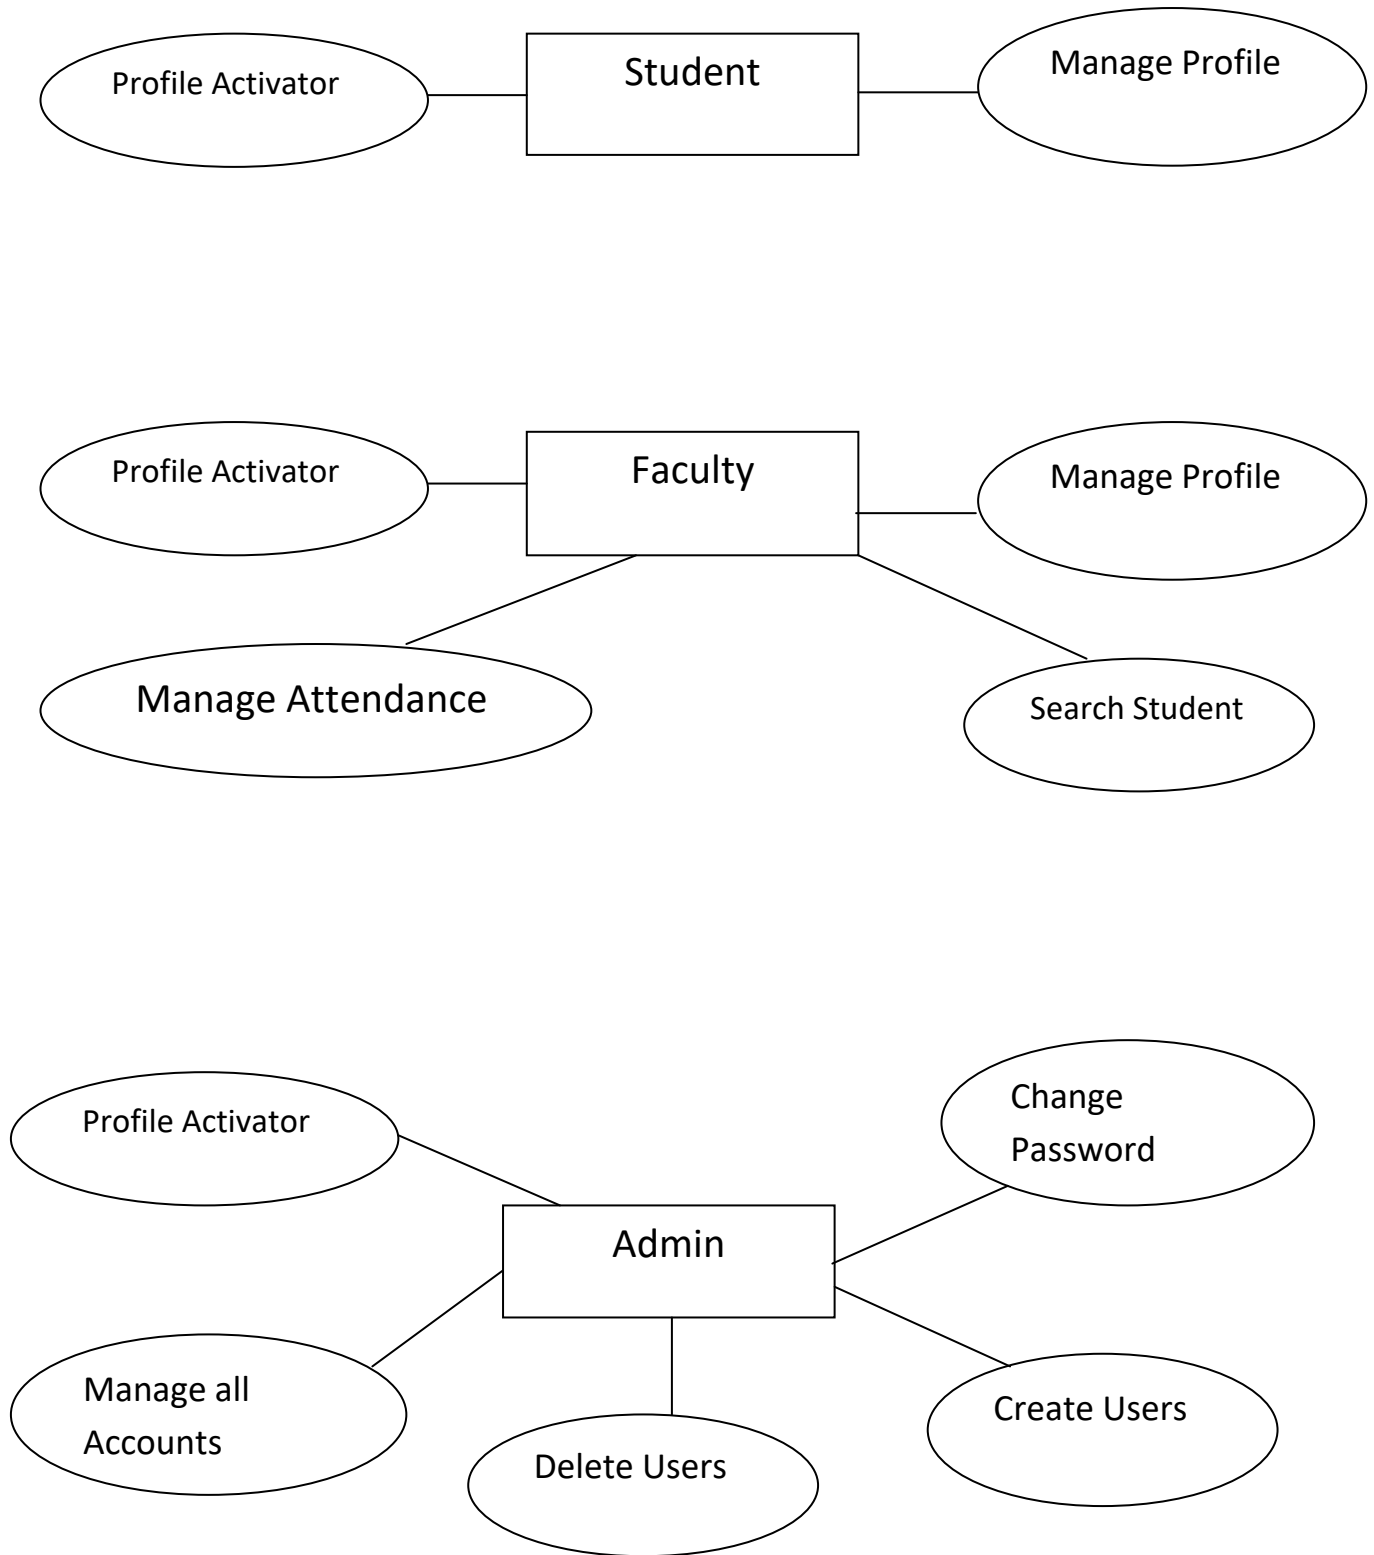 Profile Activator
Student
Manage Profile
Profile Activator
Faculty
Manage Profile
Manage Attendance
Search Student
Profile Activator
Change
Password
Admin
Manage all
Accounts
Delete Users
Create Users